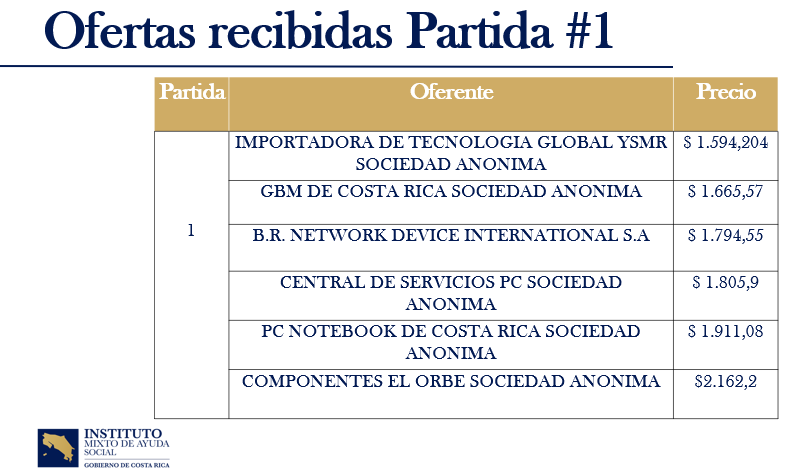 Ofertas recibidas Partida #1
Partida Oferente Precio
IMPORTADORA DE TECNOLOGIA GLOBAL YSMR $ 1.594,204
SOCIEDAD ANONIMA
GBM DE COSTA RICA SOCIEDAD ANONIMA $ 1.665,57
1
B.R. NETWORK DEVICE INTERNATIONAL S.A $ 1.794,55
CENTRAL DE SERVICIOS PC SOCIEDAD $ 1.805,9
ANONIMA
PC NOTEBOOK DE COSTA RICA SOCIEDAD $ 1.911,08
ANONIMA
COMPONENTES EL ORBE SOCIEDAD ANONIMA $2.162,2
INSTITUTO
MIXTO DE AYUDA
SOCIAL
GOBIERNO DE COSTA RICA